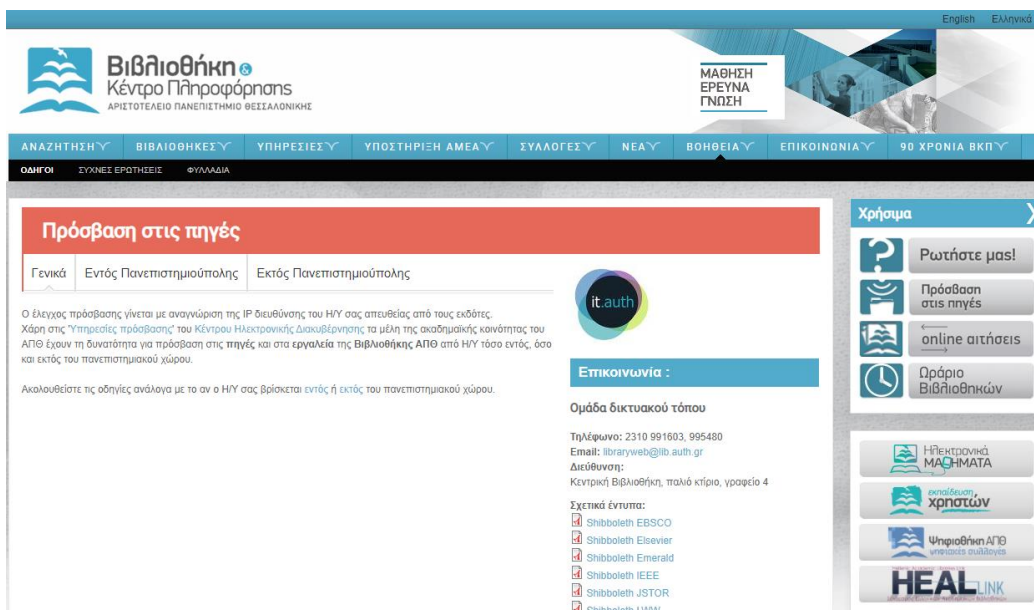 English Ελληνικά
Βιβλιοθήκη &
Κέντρο Πληροφόρησης
ΑΡΙΣΤΟΤΕΛΕΙΟ ΠΑΝΕΠΙΣΤΗΜΙΟ ΘΕΣΣΑΛΟΝΙΚΗΣ
ΜΑΘΗΣΗ
ΕΡΕΥΝΑ
ΓΝΩΣΗ
ΑΝΑΖΗΤΗΣΗ ΒΙΒΛΙΟΘΗΚΕΣ ΥΠΗΡΕΣΙΕΣ ΥΠΟΣΤΗΡΙΞΗ ΑΜΕΑ ΣΥΛΛΟΓΕΣ ΝΕΑ ΒΟΗΘΕΙΑ ΕΠΙΚΟΙΝΩΝΙΑ 90 ΧΡΟΝΙΑ ΒΚΠ
ΟΔΗΓΟΙ ΣΥΧΝΕΣ ΕΡΩΤΗΣΕΙΣ ΦΥΛΛΑΔΙΑ
Πρόσβαση στις πηγές
Γενικά Εντός Πανεπιστημιούπολης Εκτός Πανεπιστημιούπολης
Ο έλεγχος πρόσβασης γίνεται με αναγνώριση της IP διευθύνσης του Η/Υ σας απευθείας από τους εκδότες.
Χάρη στις 'Υπηρεσίες πρόσβασης' του Κέντρου Ηλεκτρονικής Διακυβέρνησης τα μέλη της ακαδημαϊκής κοινότητας του
ΑΠΘ έχουν τη δυνατότητα για πρόσβαση στις πηγές και στα εργαλεία της Βιβλιοθήκης ΑΠΘ από Η/Υ τόσο εντός, όσο
και εκτός του πανεπιστημιακού χώρου.
Ακολουθείστε τις οδηγίες ανάλογα με το αν ο Η/Υ σας βρίσκεται εντός ή εκτός του πανεπιστημιακού χώρου.
it.auth
Επικοινωνία :
Ομάδα δικτυακού τόπου
Τηλέφωνο: 2310 991603, 995480
Email: libraryweb@lib.auth.gr
Διεύθυνση:
Κεντρική Βιβλιοθήκη, παλιό κτίριο, γραφείο 4
Σχετικά έντυπα:
Shibboleth EBSCO
Shibboleth Elsevier
Shibboleth Emerald
Shibboleth IEEE
Shibboleth JSTOR
Shibboleth LWW
Χρήσιμα
Ρωτήστε μας!
Πρόσβαση
στις πηγές
online αιτήσεις
Ωράριο
Βιβλιοθηκών
Ηλεκτρονικά
ΜΑΘΗΜΑΤΑ
εκπαίδευση
χρηστών
Ψηφιοθήκη ΑΠΘ
ψηφιακές συλλογές
HEAL LINK